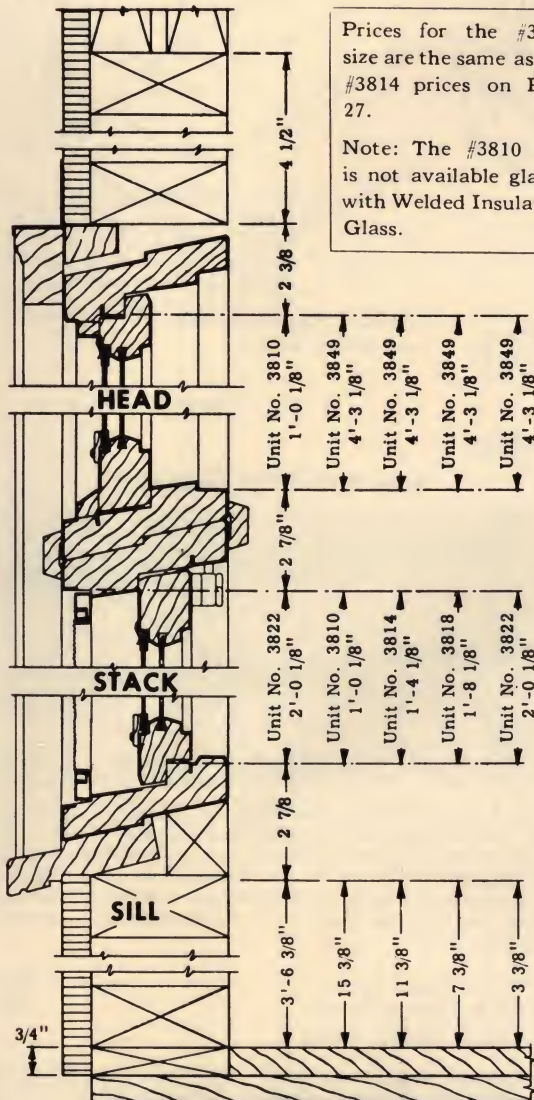 Prices for the #3
size are the same as
#3814 prices on
27.
Note: The #3810
is not available
with Welded
Glass.
4 1/2"
2 3/8
Unit No. 3810
1'-0 1/8"
Unit No. 3849
4'-3 1/8"
Unit No. 3849
4'-3 1/8"
Unit No. 3849
4'-3 1/8"
Unit No. 3849
4'-3 1/8"
HEAD
2 7/8"
Unit No. 3822
2'-0 1/8"
Unit No. 3810
1'-0 1/8"
Unit No. 3814
1'-4 1/8"
Unit No. 3818
1'-8 1/8"
Unit No. 3822
2'-0 1/8"
STACK
2 7/8
SILL
3'-6 3/8"
15 3/8"
11 3/8"
7 3/8"
3 3/8"
3/4"